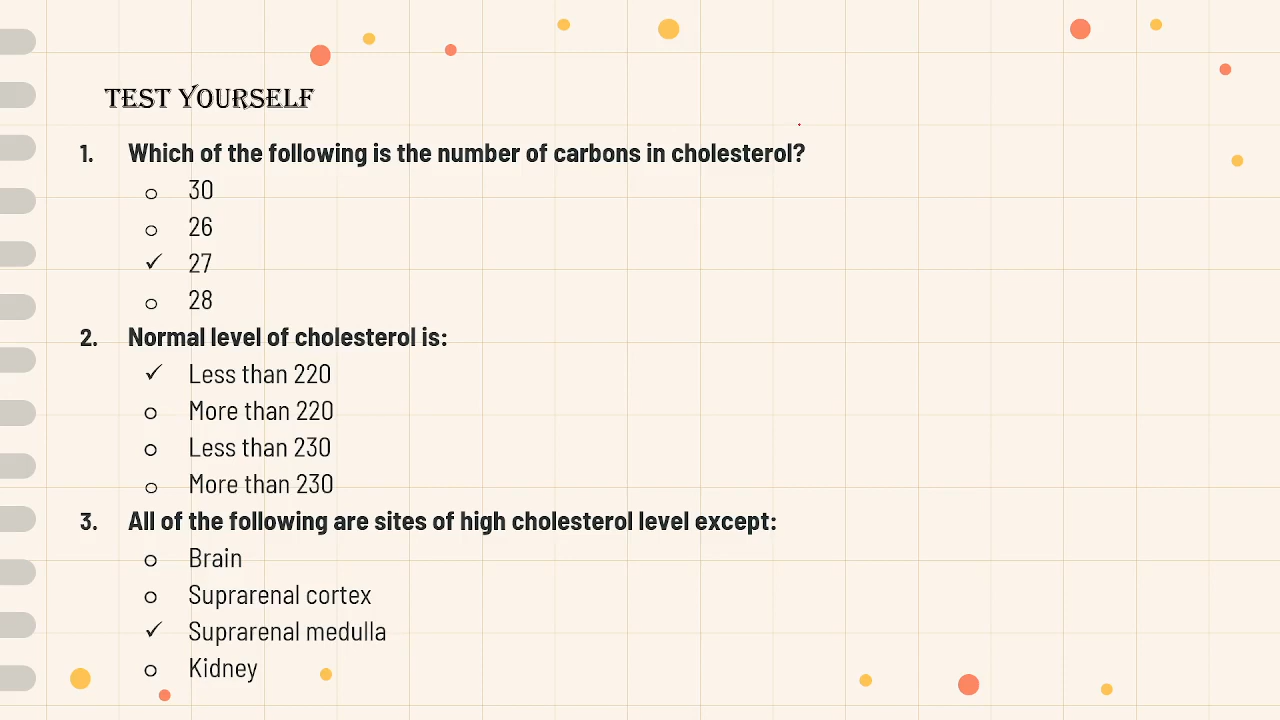 TEST YOURSELF
1. Which of the following is the number of carbons in cholesterol?
o 30
o 26
✓ 27
o 28
2. Normal level of cholesterol is:
✓ Less than 220
o More than 220
o Less than 230
o More than 230
3. All of the following are sites of high cholesterol level except:
o Brain
o Suprarenal cortex
✓ Suprarenal medulla
o Kidney